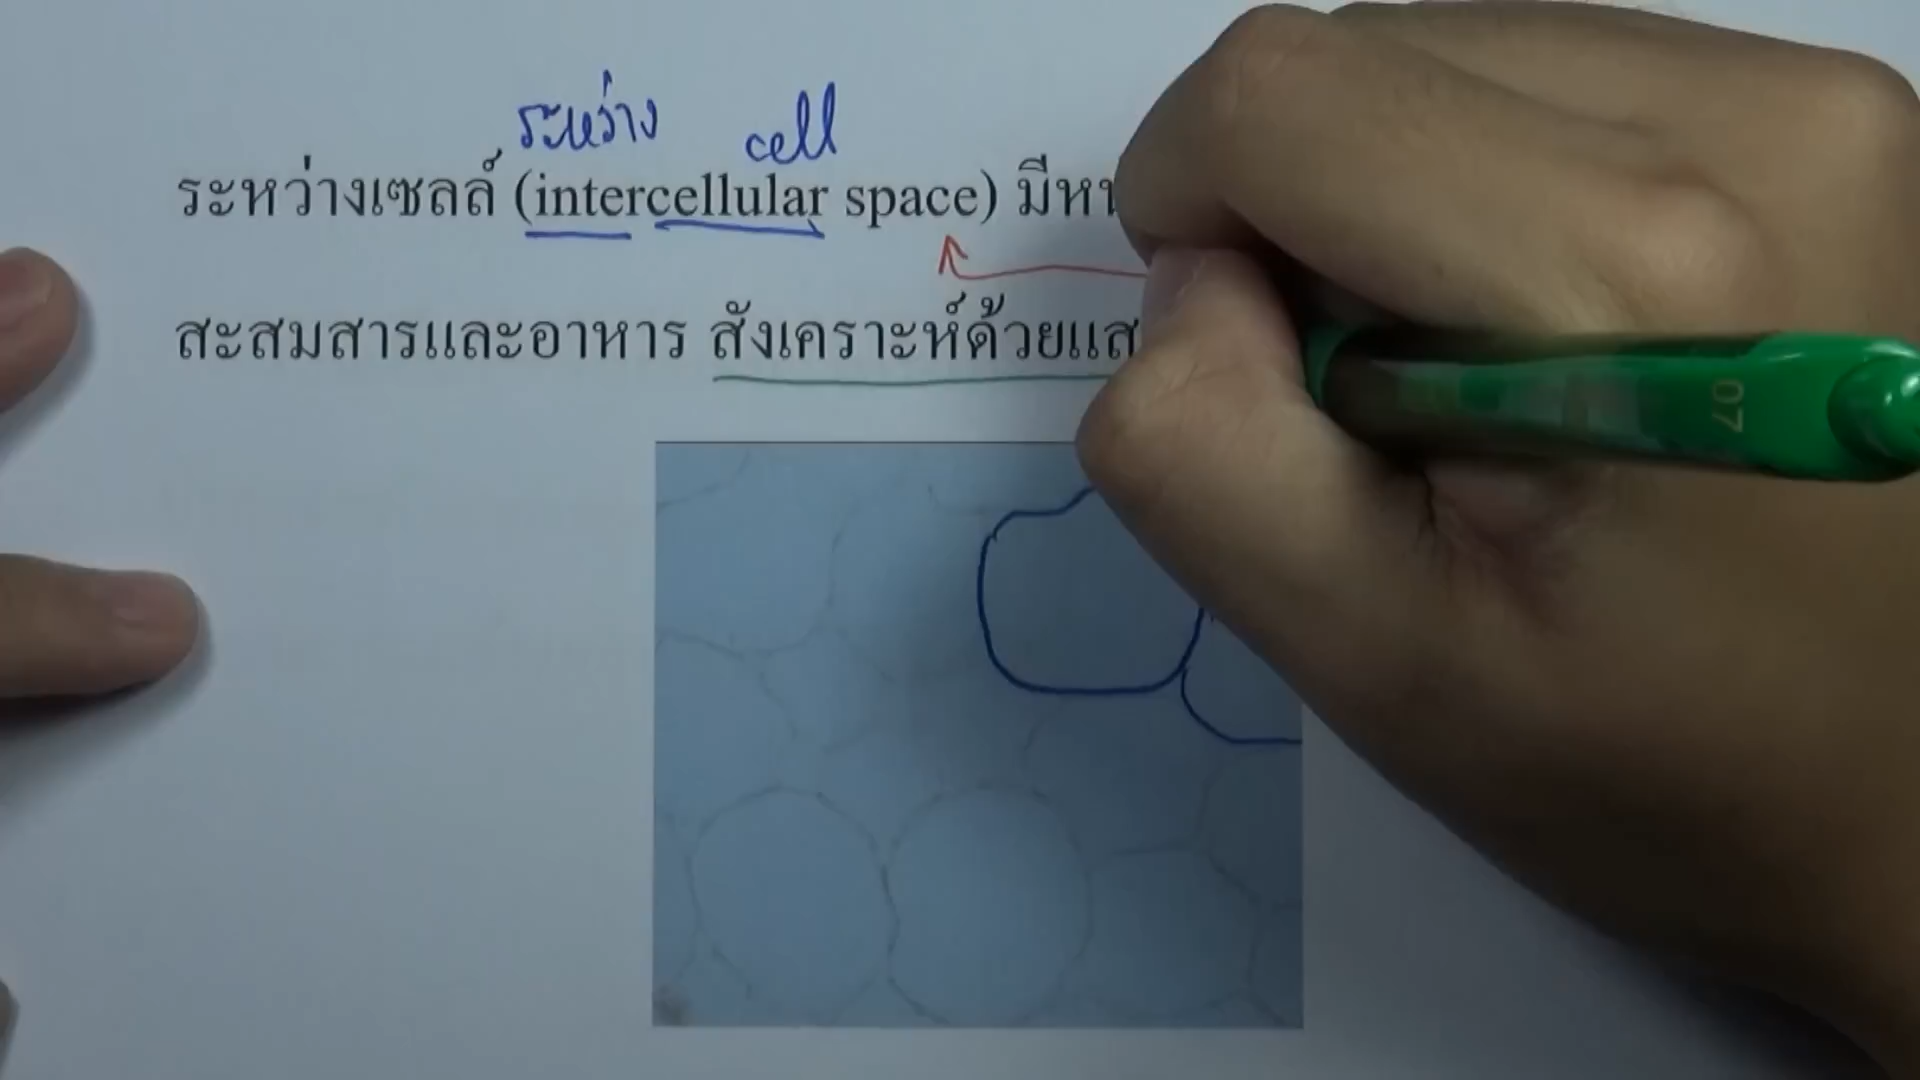 ระหว่าง cell
ระหว่างเซลล์ (intercellular space)
สะสมสารและอาหาร สังเคราะห์ด้วยแส
07